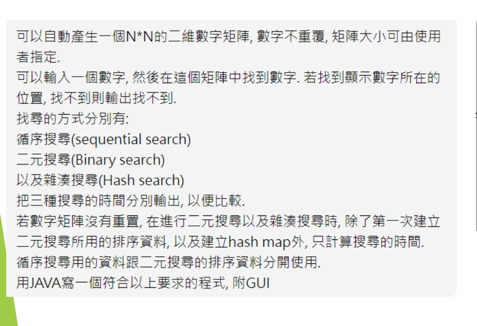 可以自動產生一個N*N的二維數字矩陣, 數字不重覆, 矩陣大小可由使用
者指定.
可以輸入一個數字, 然後在這個矩陣中找到數字. 若找到顯示數字所在的
位置, 找不到則輸出找不到.
找尋的方式分別有:
循序搜尋(sequential search)
二元搜尋(Binary search)
以及雜湊搜尋(Hash search)
把三種搜尋的時間分別輸出, 以便比較.
若數字矩陣沒有重置, 在進行二元搜尋以及雜湊搜尋時, 除了第一次建立
二元搜尋所用的排序資料, 以及建立hash map外, 只計算搜尋的時間.
循序搜尋用的資料跟二元搜尋的排序資料分開使用.
用JAVA寫一個符合以上要求的程式, 附GUI